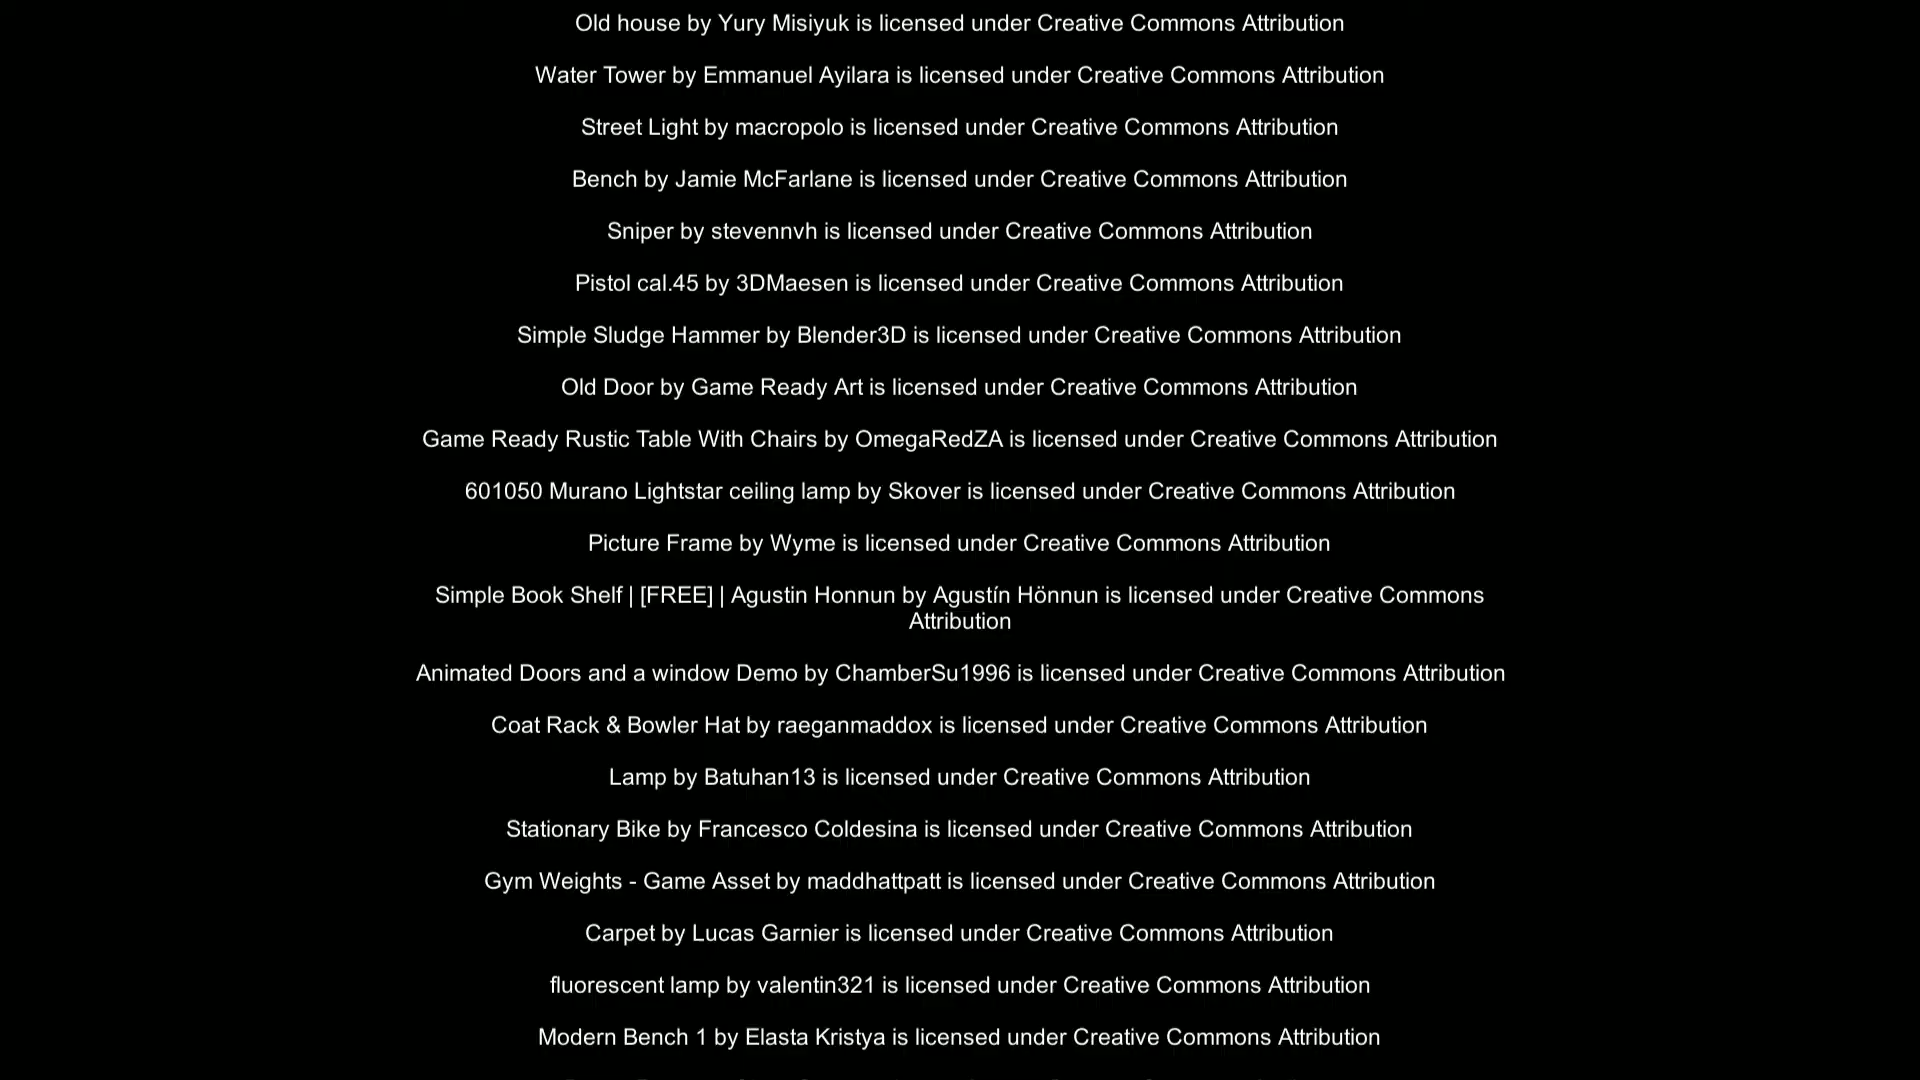 Old house by Yury Misiyuk is licensed under Creative Commons Attribution
Water Tower by Emmanuel Ayilara is licensed under Creative Commons Attribution
Street Light by macropolo is licensed under Creative Commons Attribution
Bench by Jamie McFarlane is licensed under Creative Commons Attribution
Sniper by stevennvh is licensed under Creative Commons Attribution
Pistol cal.45 by 3DMaesen is licensed under Creative Commons Attribution
Simple Sludge Hammer by Blender3D is licensed under Creative Commons Attribution
Old Door by Game Ready Art is licensed under Creative Commons Attribution
Game Ready Rustic Table With Chairs by OmegaRedZA is licensed under Creative Commons Attribution
601050 Murano Lightstar ceiling lamp by Skover is licensed under Creative Commons Attribution
Picture Frame by Wyme is licensed under Creative Commons Attribution
Simple Book Shelf | [FREE] | Agustin Honnun by Agustín Hönnun is licensed under Creative Commons
Attribution
Animated Doors and a window Demo by ChamberSu1996 is licensed under Creative Commons Attribution
Coat Rack & Bowler Hat by raeganmaddox is licensed under Creative Commons Attribution
Lamp by Batuhan13 is licensed under Creative Commons Attribution
Stationary Bike by Francesco Coldesina is licensed under Creative Commons Attribution
Gym Weights - Game Asset by maddhattpatt is licensed under Creative Commons Attribution
Carpet by Lucas Garnier is licensed under Creative Commons Attribution
fluorescent lamp by valentin321 is licensed under Creative Commons Attribution
Modern Bench 1 by Elasta Kristya is licensed under Creative Commons Attribution